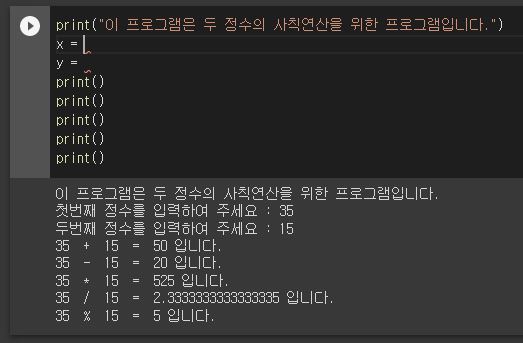 print("이 프로그램은 두 정수의 사칙연산을 위한 프로그램입니다.")
x =
y =
print()
print()
print()
print()
print()
이 프로그램은 두 정수의 사칙연산을 위한 프로그램입니다.
첫번째 정수를 입력하여 주세요 : 35
두번째 정수를 입력하여 주세요 : 15
35 + 15 = 50 입니다.
35 - 15 = 20 입니다.
35 * 15 = 525 입니다.
35 / 15 = 2.3333333333333335 입니다.
35 % 15 = 5 입니다.